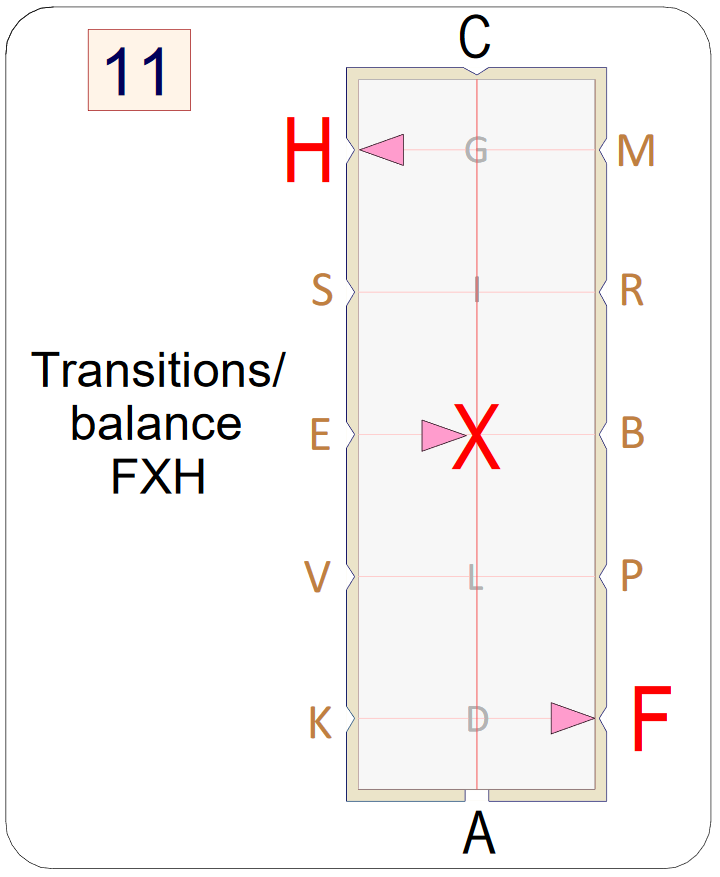 C
11
H G M
S I R
Transitions/
balance
FXH
E X B
V L P
K D F
A